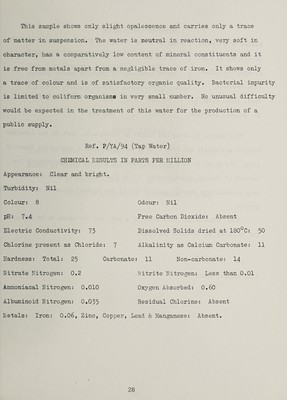 This sample shows only slight opalescence and carries only a trace
of matter in suspension. The water is neutral in reaction, very soft in
character, has a comparatively low content of mineral constituents and it
is free from metals apart from a negligible trace of iron. It shows only
a trace of colour and is of satisfactory organic quality. Bacterial impurity
is limited to coliform organisms in very small number. No unusual difficulty
would be expected in the treatment of this water for the production of a
public supply.
Ref. P/YA/94 (Tap Water)
CHEMICAL RESULTS IN PARTS PER MILLION
Appearance: Clear and bright.
Turbidity: Nil
Colour: 8 Odour: Nil
pH: 7.4 Free Carbon Dioxide: Absent
Electric Conductivity: 73 Dissolved Solids dried at 180°C: 50
Chlorine present as Chloride: 7 Alkalinity as Calcium Carbonate: 11
Hardness: Total: 25 Carbonate: 11 Non-carbonate: 14
Nitrate Nitrogen: 0.2 Nitrite Nitrogen: Less than 0.01
Ammoniacal Nitrogen: 0.010 Oxygen Absorbed: 0.60
Albuminoid Nitrogen: 0.035 Residual Chlorine: Absent
Metals: Iron: 0.06, Zinc, Copper, Lead & Manganese: Absent.
28